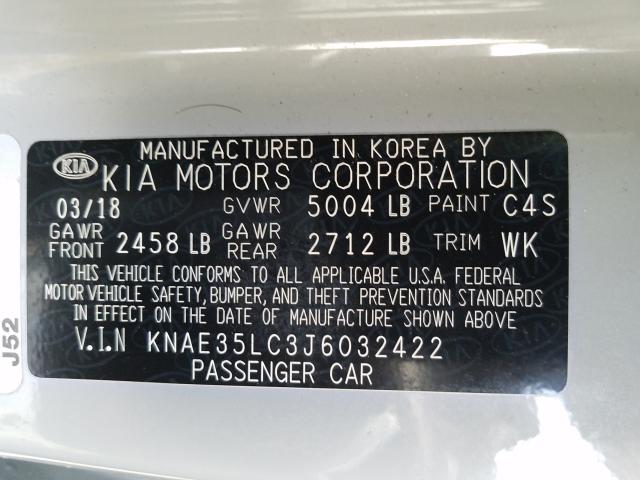 MANUFACTURED IN KOREA BY
KIA KIA MOTORS CORPORATION
03/18 GVWR 5004 LB PAINT C4S
GAWR FRONT 2458 LB GAWR REAR 2712 LB TRIM WK
THIS VEHICLE CONFORMS TO ALL APPLICABLE U.S.A. FEDERAL
MOTOR VEHICLE SAFETY, BUMPER, AND THEFT PREVENTION STANDARDS
IN EFFECT ON THE DATE OF MANUFACTURE SHOWN ABOVE
V.I.N KNAE35LC3J6032422
PASSENGER CAR
J52